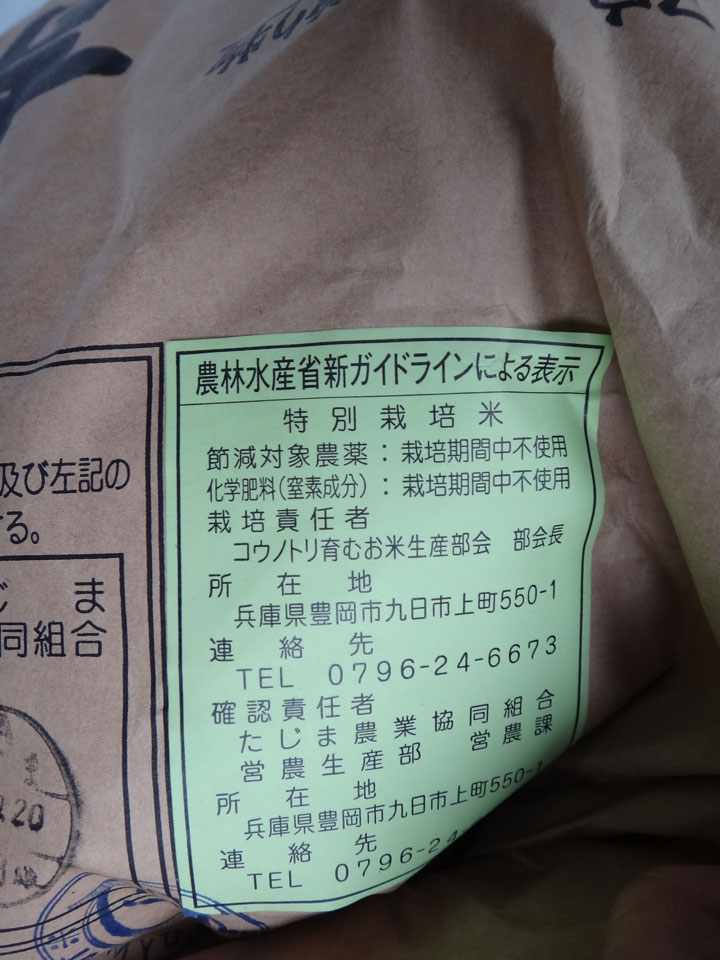 及び左記の
する。
じま
同組合
20
農林水産省新ガイドラインによる表示
特別栽培米
節減対象農薬：栽培期間中不使用
化学肥料（窒素成分）：栽培期間中不使用
栽培責任者
コウノトリ育むお米生産部会 部会長
所在地
兵庫県豊岡市九日市上町550-1
連絡先
TEL 0796-24-6673
確認責任者
たじま農業協同組合
営農生産部 営農課
所在地
兵庫県豊岡市九日市上町550-1
連絡先
TEL 0796-24